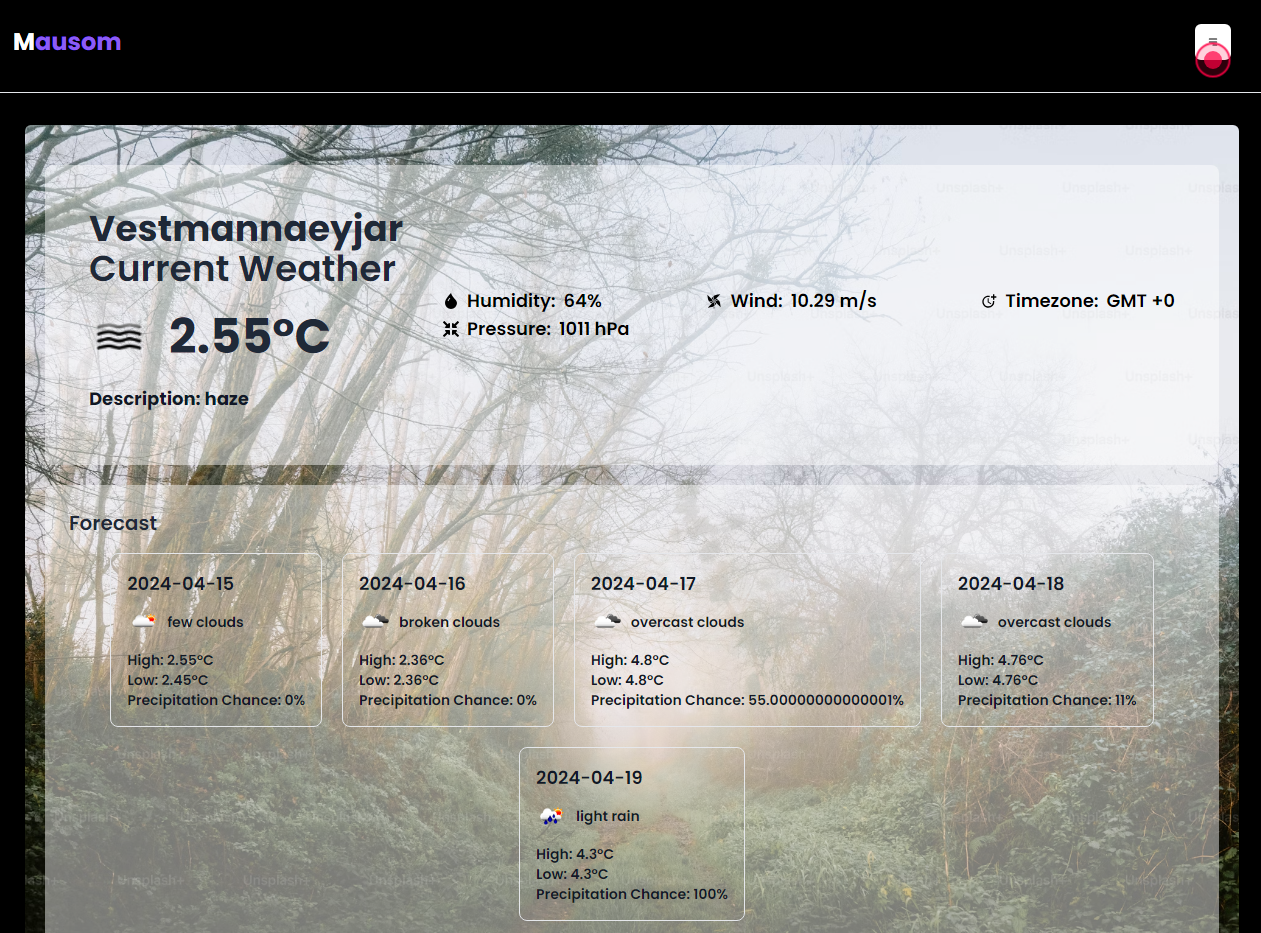 Mausom
Vestmannaeyjar
Current Weather
2.55°C
Description: haze
Humidity: 64%
Wind: 10.29 m/s
Timezone: GMT +0
Pressure: 1011 hPa
Forecast
2024-04-15
few clouds
High: 2.55°C
Low: 2.45°C
Precipitation Chance: 0%
2024-04-16
broken clouds
High: 2.36°C
Low: 2.36°C
Precipitation Chance: 0%
2024-04-17
overcast clouds
High: 4.8°C
Low: 4.8°C
Precipitation Chance: 55.00000000000001%
2024-04-18
overcast clouds
High: 4.76°C
Low: 4.76°C
Precipitation Chance: 11%
2024-04-19
light rain
High: 4.3°C
Low: 4.3°C
Precipitation Chance: 100%
Unsplash+